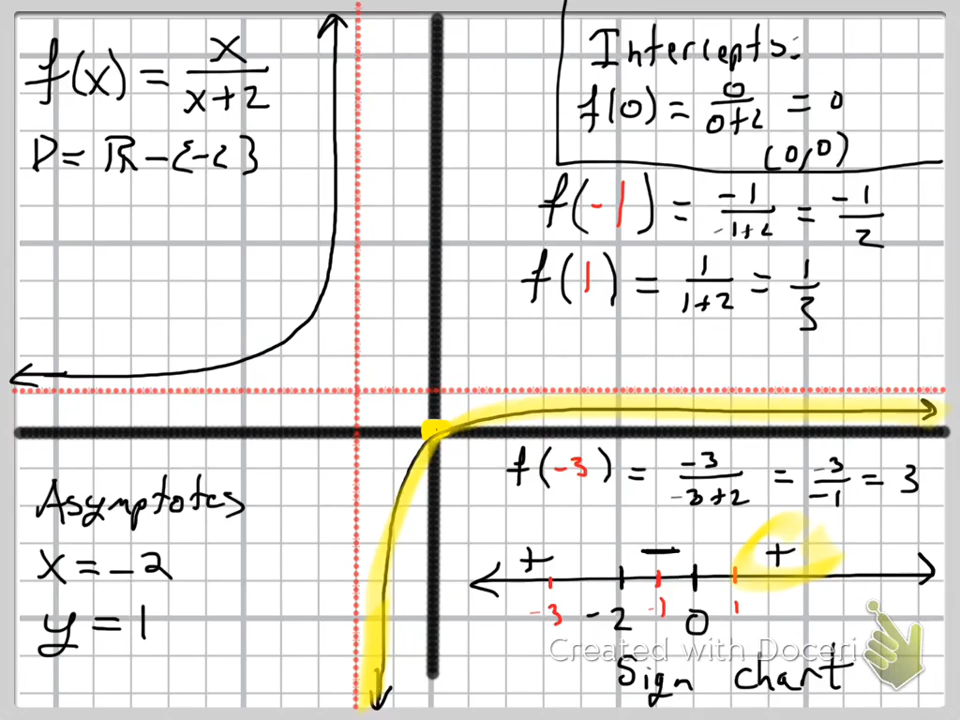 f(x) = x/(x+2)
D = ℝ - {-2}
Intercepts:
f(0) = 0/(0+2) = 0
(0,0)
f(-1) = -1/(-1+2) = -1/2
f(1) = 1/(1+2) = 1/3
f(-3) = -3/(-3+2) = -3/-1 = 3
Asymptotes
x = -2
y = 1
+ − +
-3 -2 -1 0 1
Created with Doceri
Sign chart